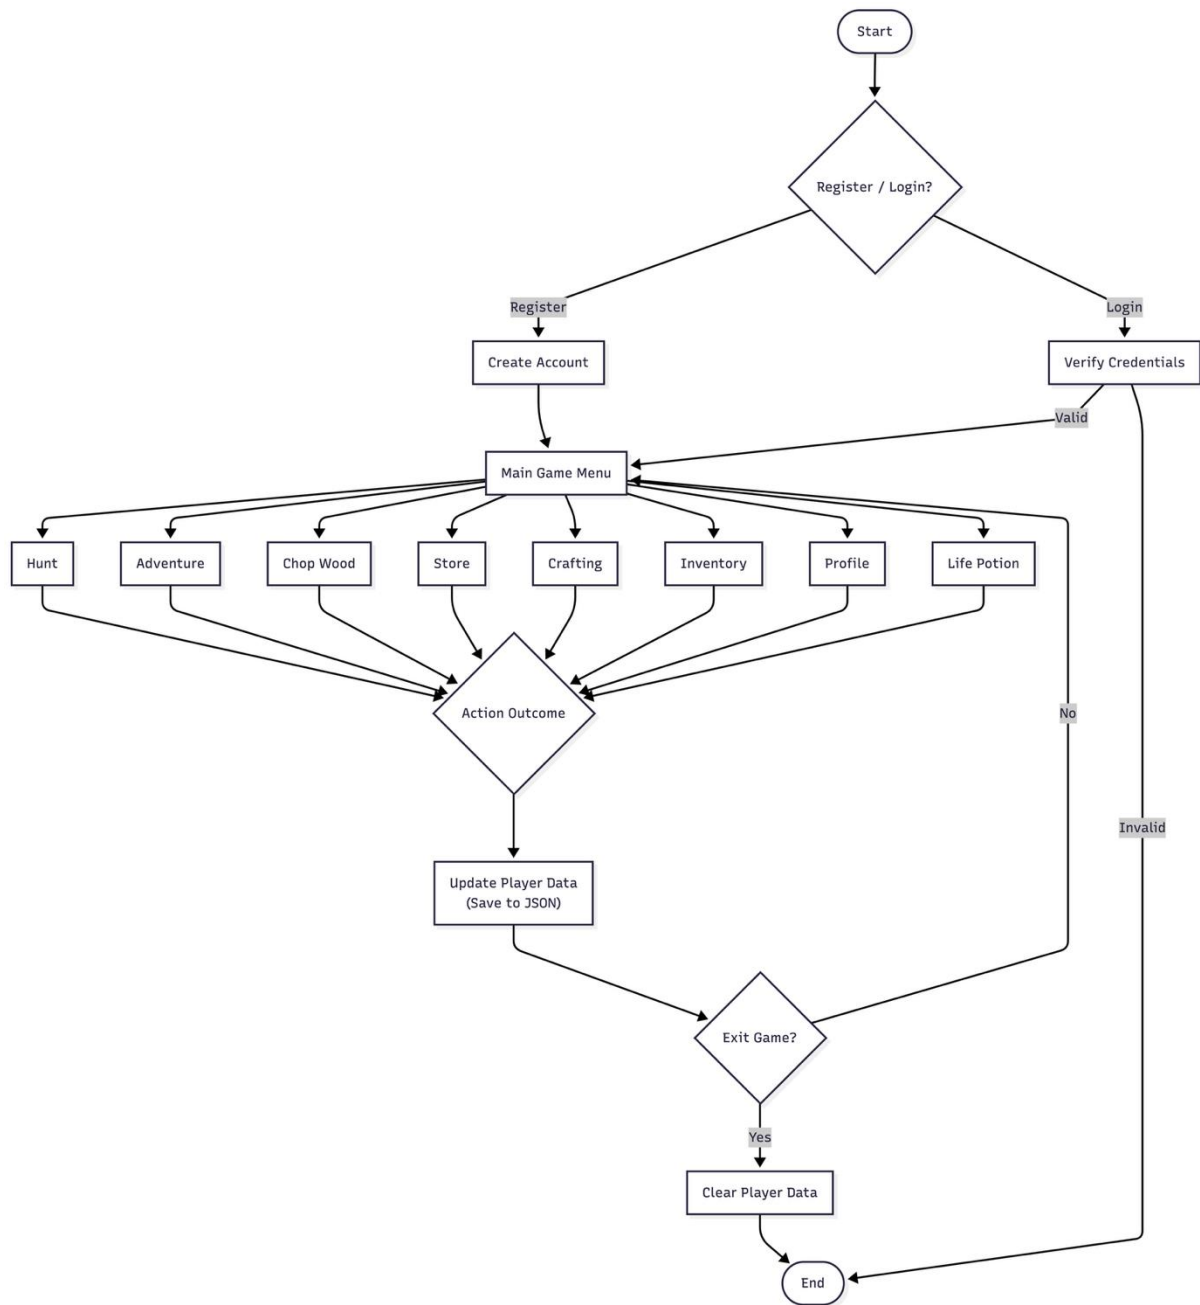 Start
Register / Login?
Register
Login
Create Account
Verify Credentials
Valid
Main Game Menu
Hunt
Adventure
Chop Wood
Store
Crafting
Inventory
Profile
Life Potion
Action Outcome
No
Invalid
Update Player Data
(Save to JSON)
Exit Game?
Yes
Clear Player Data
End